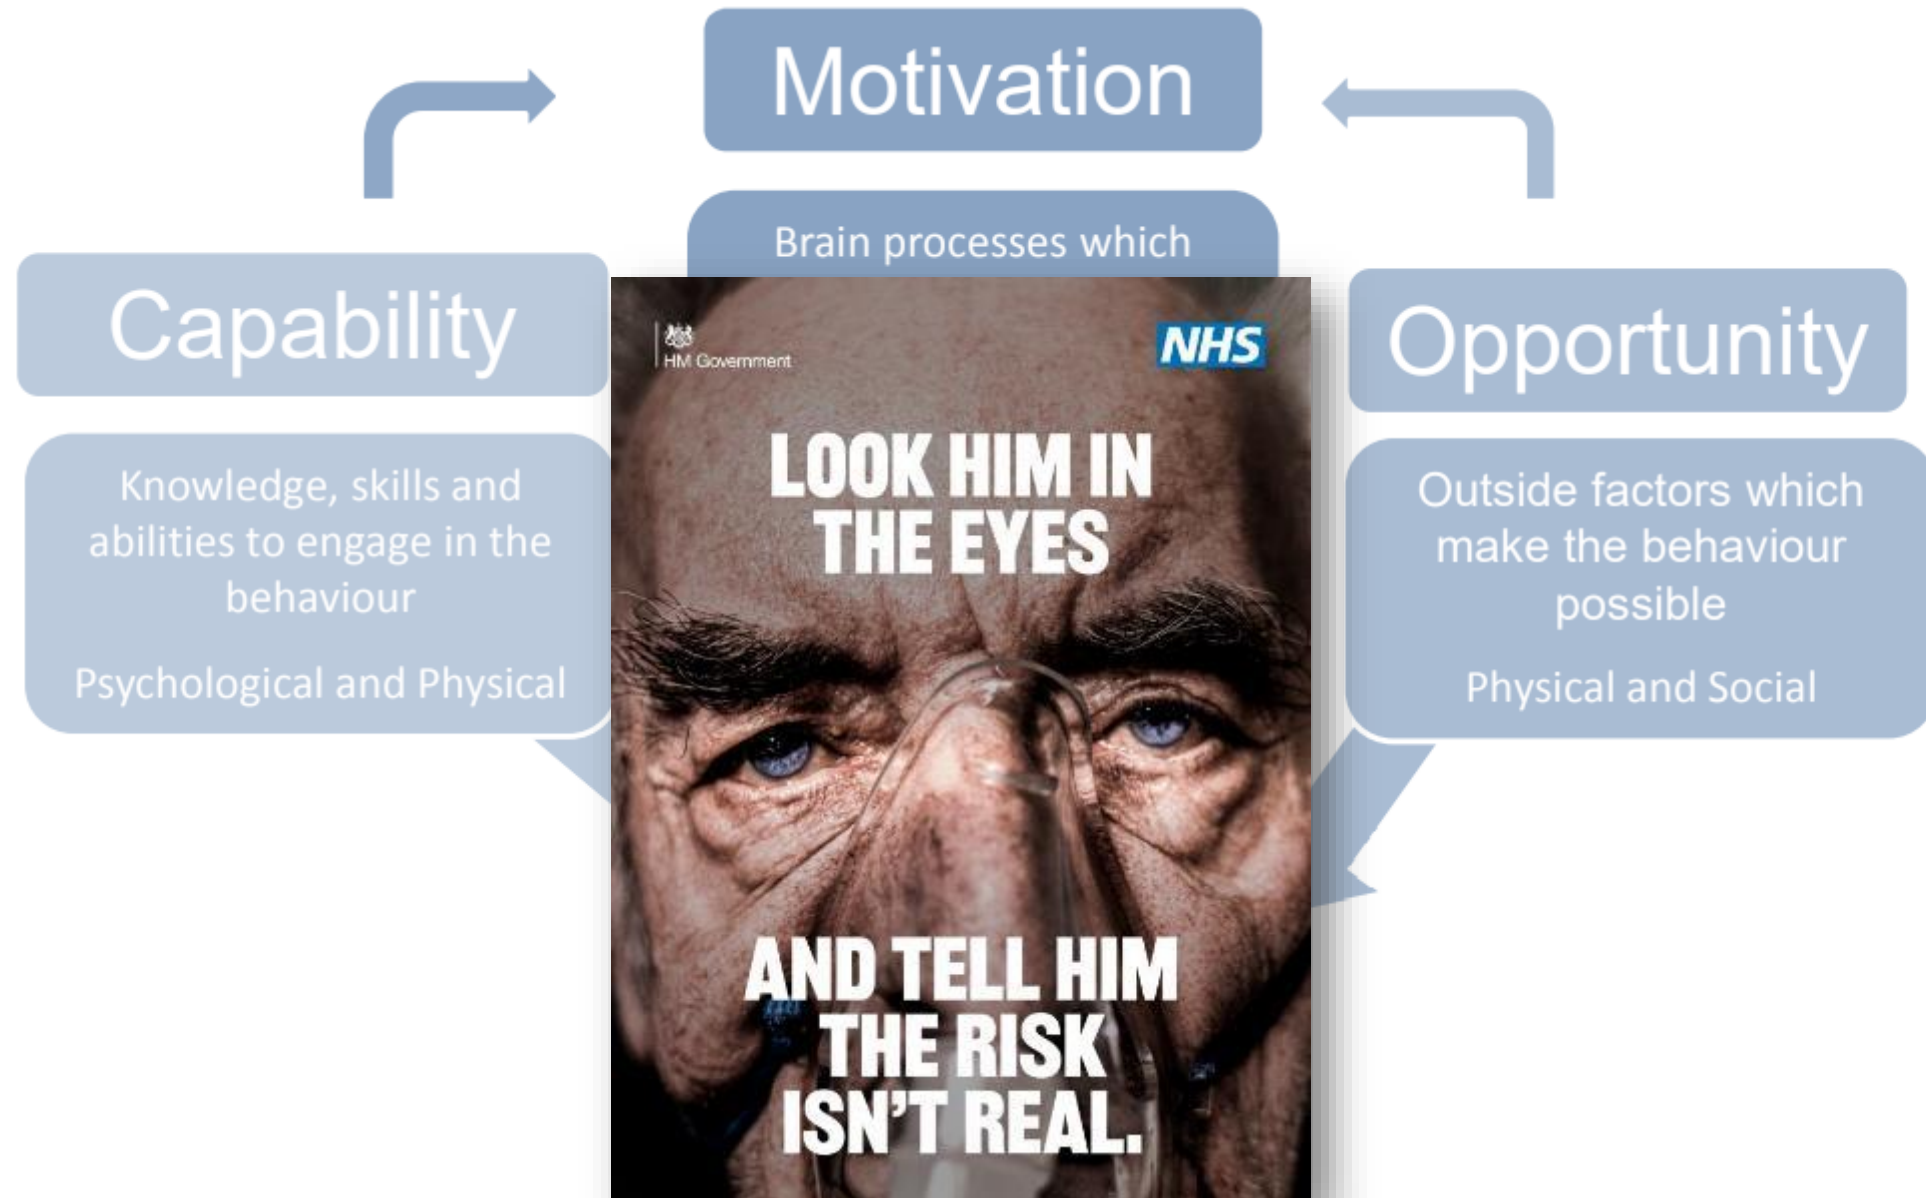 Motivation
Brain processes which
Capability
Knowledge, skills and
abilities to engage in the
behaviour
Psychological and Physical
Opportunity
Outside factors which
make the behaviour
possible
Physical and Social
HM Government
NHS
LOOK HIM IN
THE EYES
AND TELL HIM
THE RISK
ISN'T REAL.